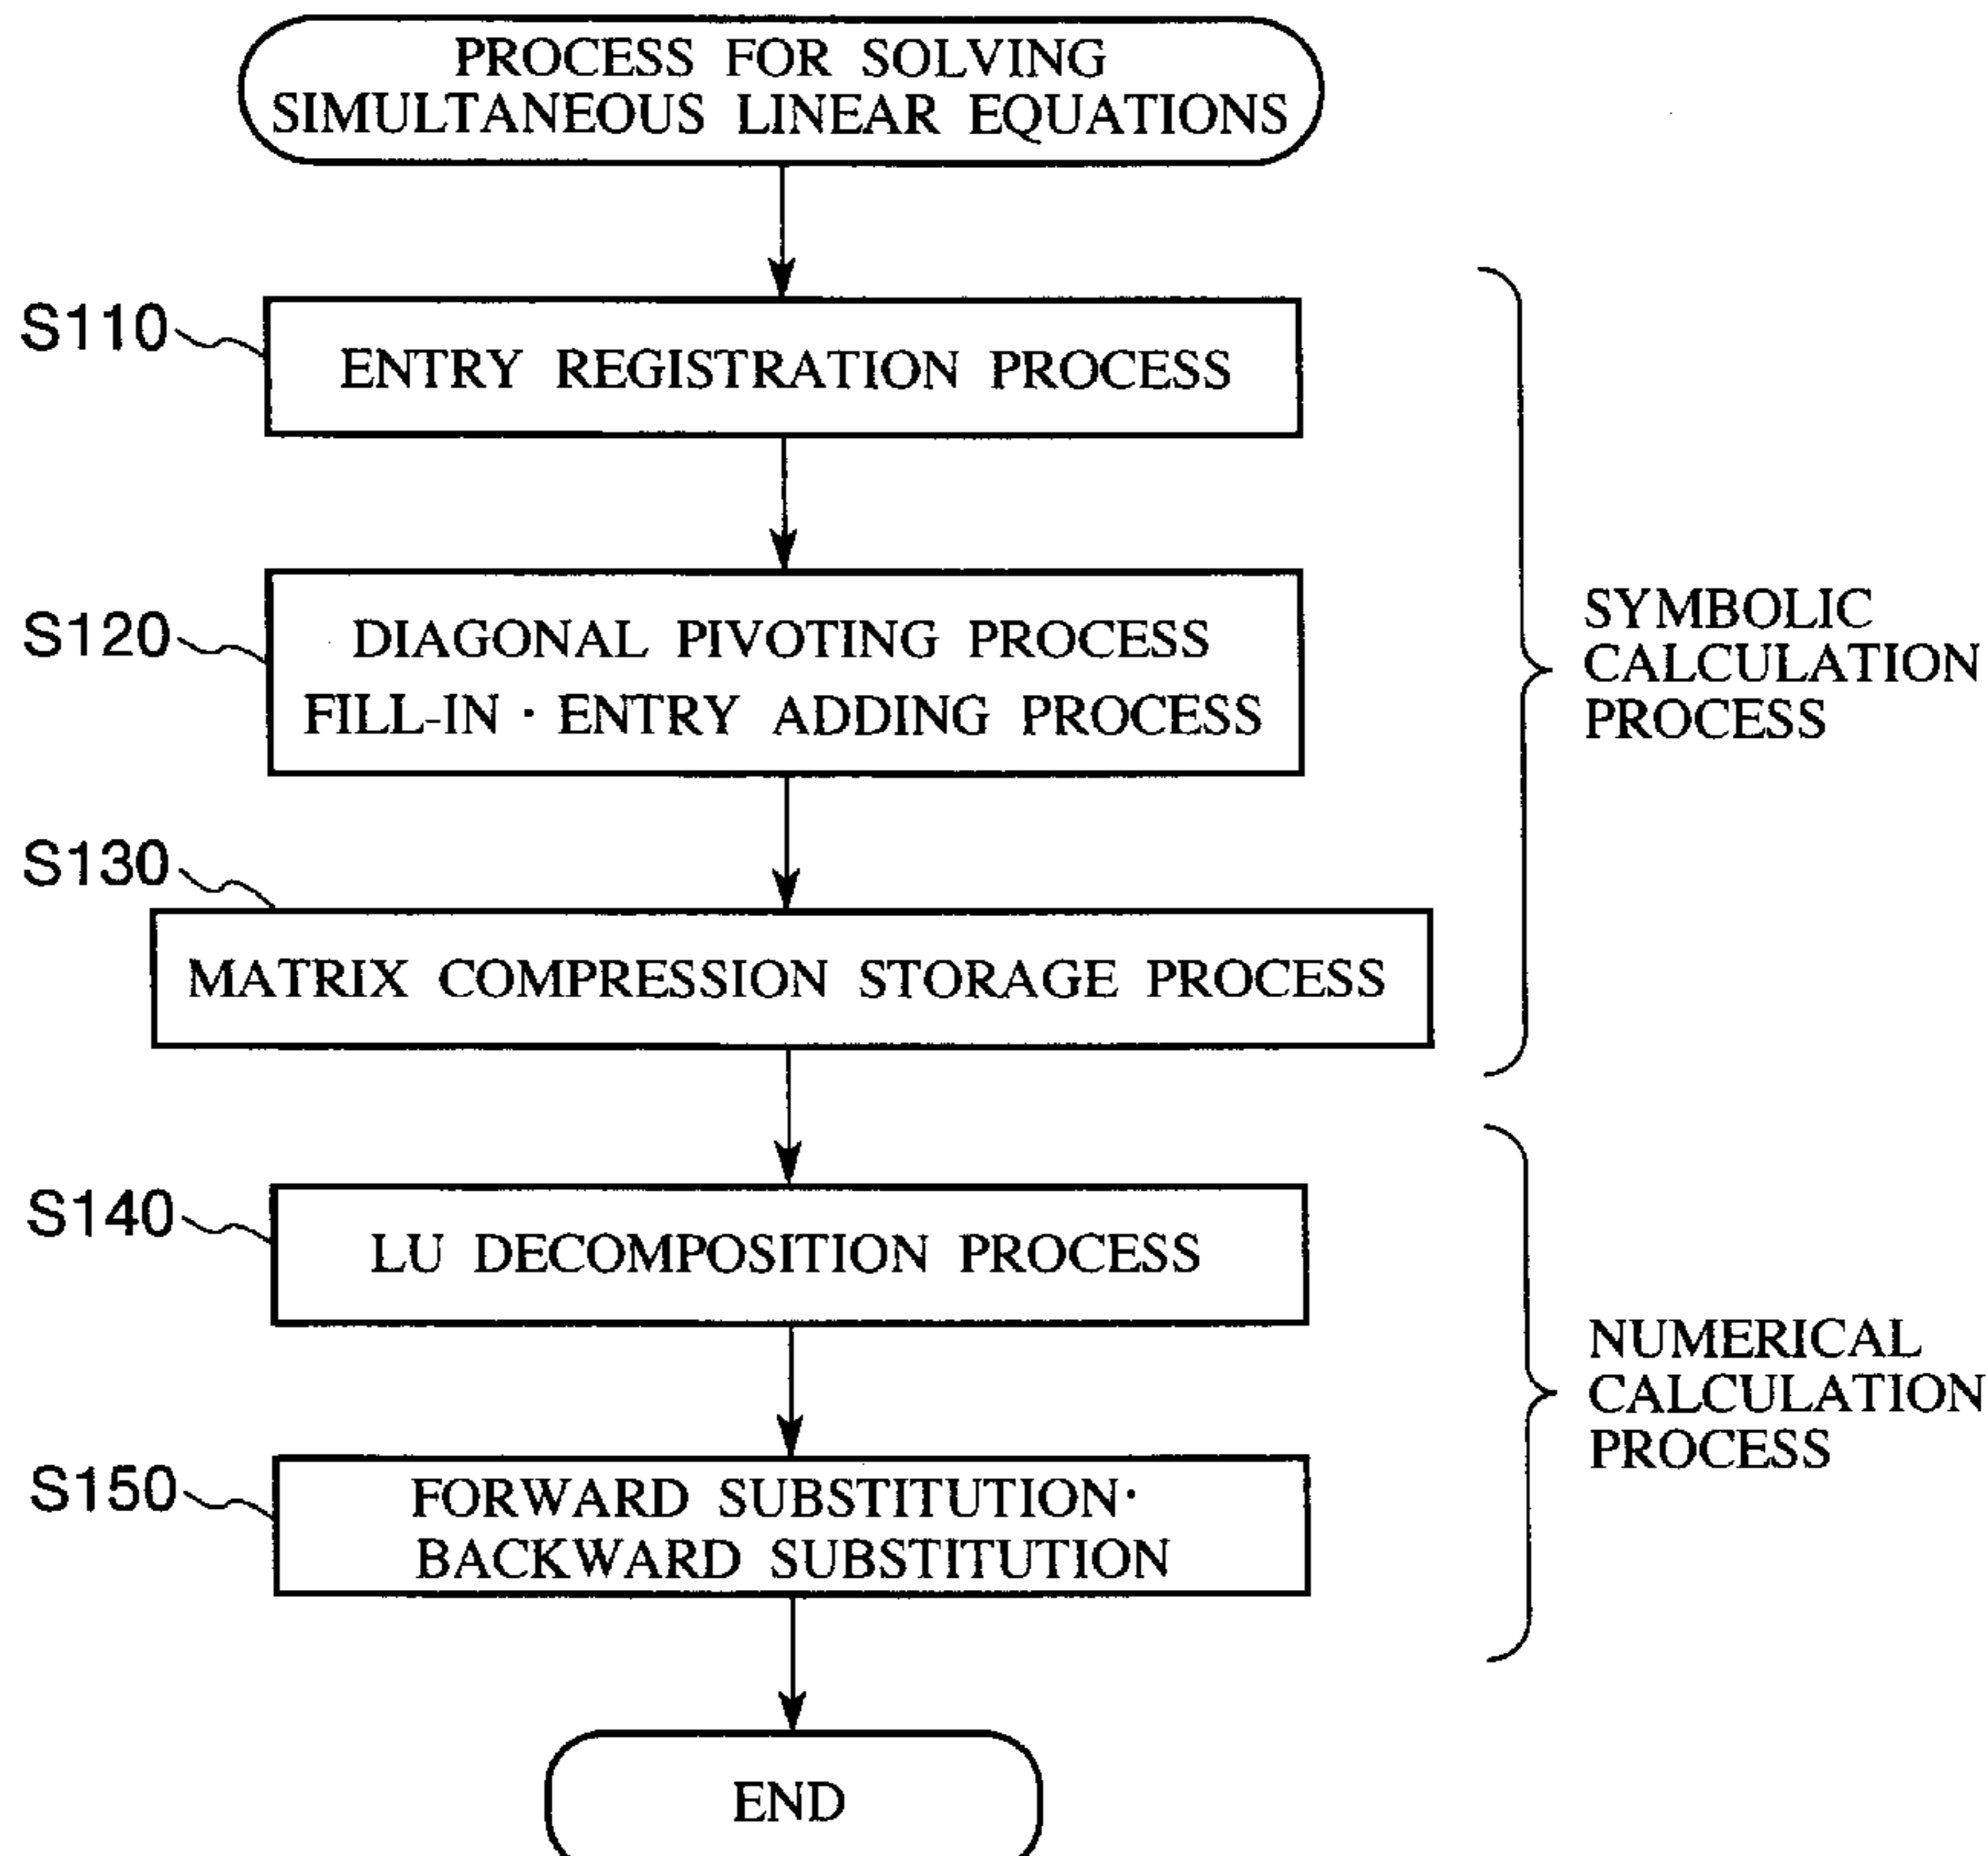 PROCESS FOR SOLVING
SIMULTANEOUS LINEAR EQUATIONS
S110
ENTRY REGISTRATION PROCESS
S120
DIAGONAL PIVOTING PROCESS
FILL-IN · ENTRY ADDING PROCESS
SYMBOLIC
CALCULATION
PROCESS
S130
MATRIX COMPRESSION STORAGE PROCESS
S140
LU DECOMPOSITION PROCESS
NUMERICAL
CALCULATION
PROCESS
S150
FORWARD SUBSTITUTION·
BACKWARD SUBSTITUTION
END